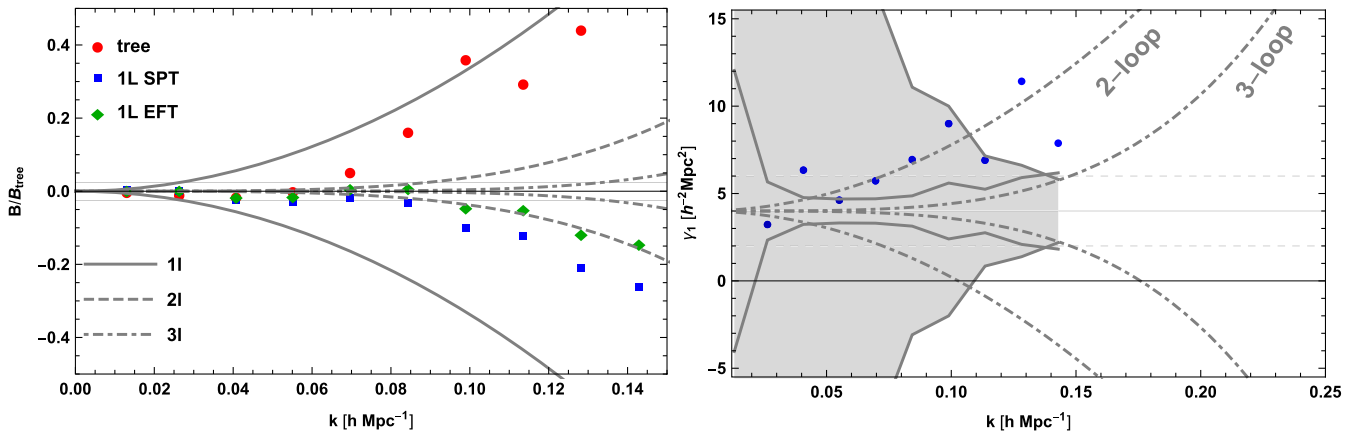 0.4
0.2
0.0
−0.2
−0.4
B/B_tree
tree
1L SPT
1L EFT
1l
2l
3l
0.00 0.02 0.04 0.06 0.08 0.10 0.12 0.14
k [h Mpc⁻¹]
15
10
5
0
−5
γ₁ [h⁻²Mpc²]
2−loop
3−loop
0.05 0.10 0.15 0.20 0.25
k [h Mpc⁻¹]